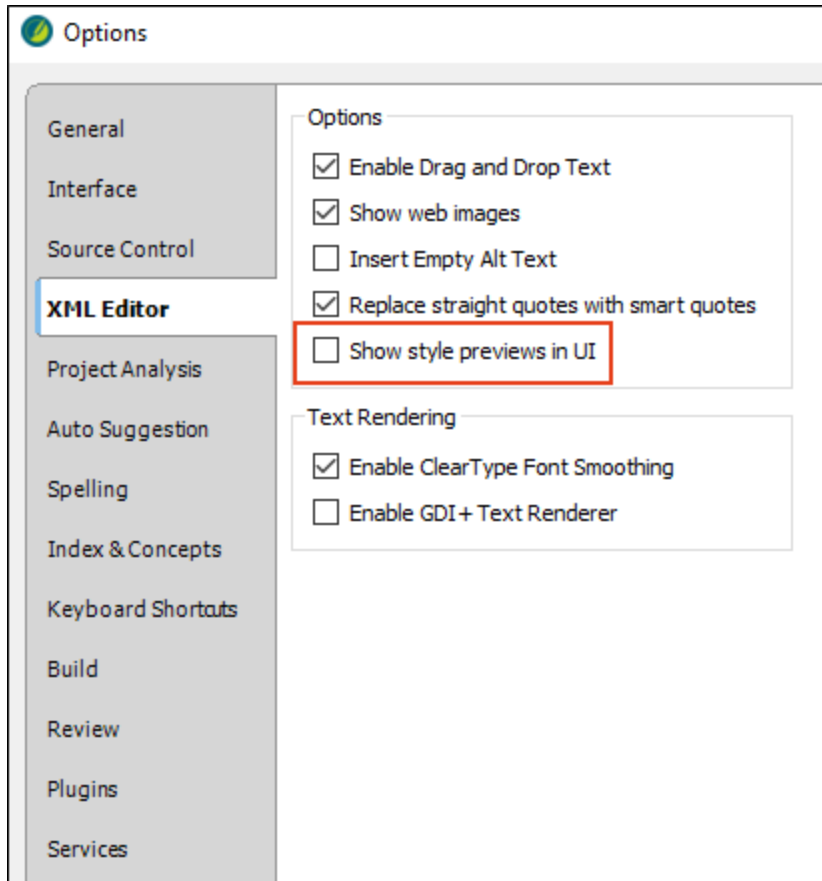 Options
General
Interface
Source Control
XML Editor
Project Analysis
Auto Suggestion
Spelling
Index & Concepts
Keyboard Shortcuts
Build
Review
Plugins
Services
Options
Enable Drag and Drop Text
Show web images
Insert Empty Alt Text
Replace straight quotes with smart quotes
Show style previews in UI
Text Rendering
Enable ClearType Font Smoothing
Enable GDI+ Text Renderer